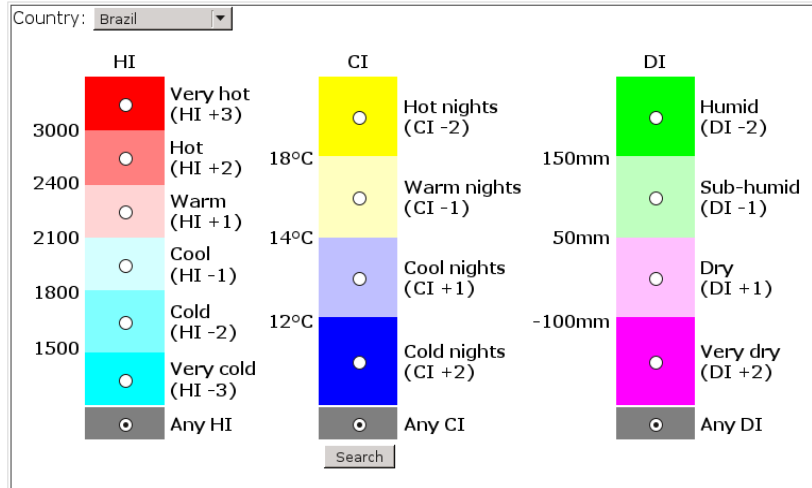 Country: Brazil
HI
Very hot
(HI +3)
3000
Hot
(HI +2)
2400
Warm
(HI +1)
2100
Cool
(HI -1)
1800
Cold
(HI -2)
1500
Very cold
(HI -3)
Any HI
CI
Hot nights
(CI -2)
18°C
Warm nights
(CI -1)
14°C
Cool nights
(CI +1)
12°C
Cold nights
(CI +2)
Any CI
DI
Humid
(DI -2)
150mm
Sub-humid
(DI -1)
50mm
Dry
(DI +1)
-100mm
Very dry
(DI +2)
Any DI
Search